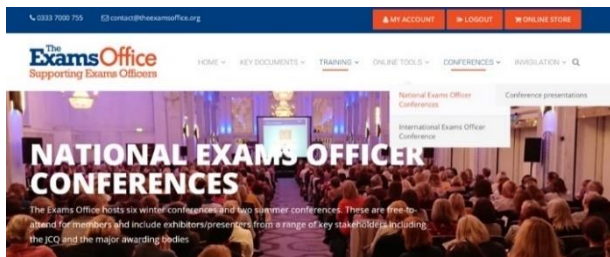 0333 7000 755 contact@theexamsoffice.org MY ACCOUNT LOGOUT ONLINE STORE
The
ExamsOffice
Supporting Exams Officers
HOME KEY DOCUMENTS TRAINING ONLINE TOOLS CONFERENCES INVIGILATION
National Exams Officer
Conferences
Conference presentations
International Exams Officer
Conference
NATIONAL EXAMS OFFICER
CONFERENCES
The Exams Office hosts six winter conferences and two summer conferences. These are free-to-
attend for members and include exhibitors/presenters from a range of key stakeholders including
the JCQ and the major awarding bodies